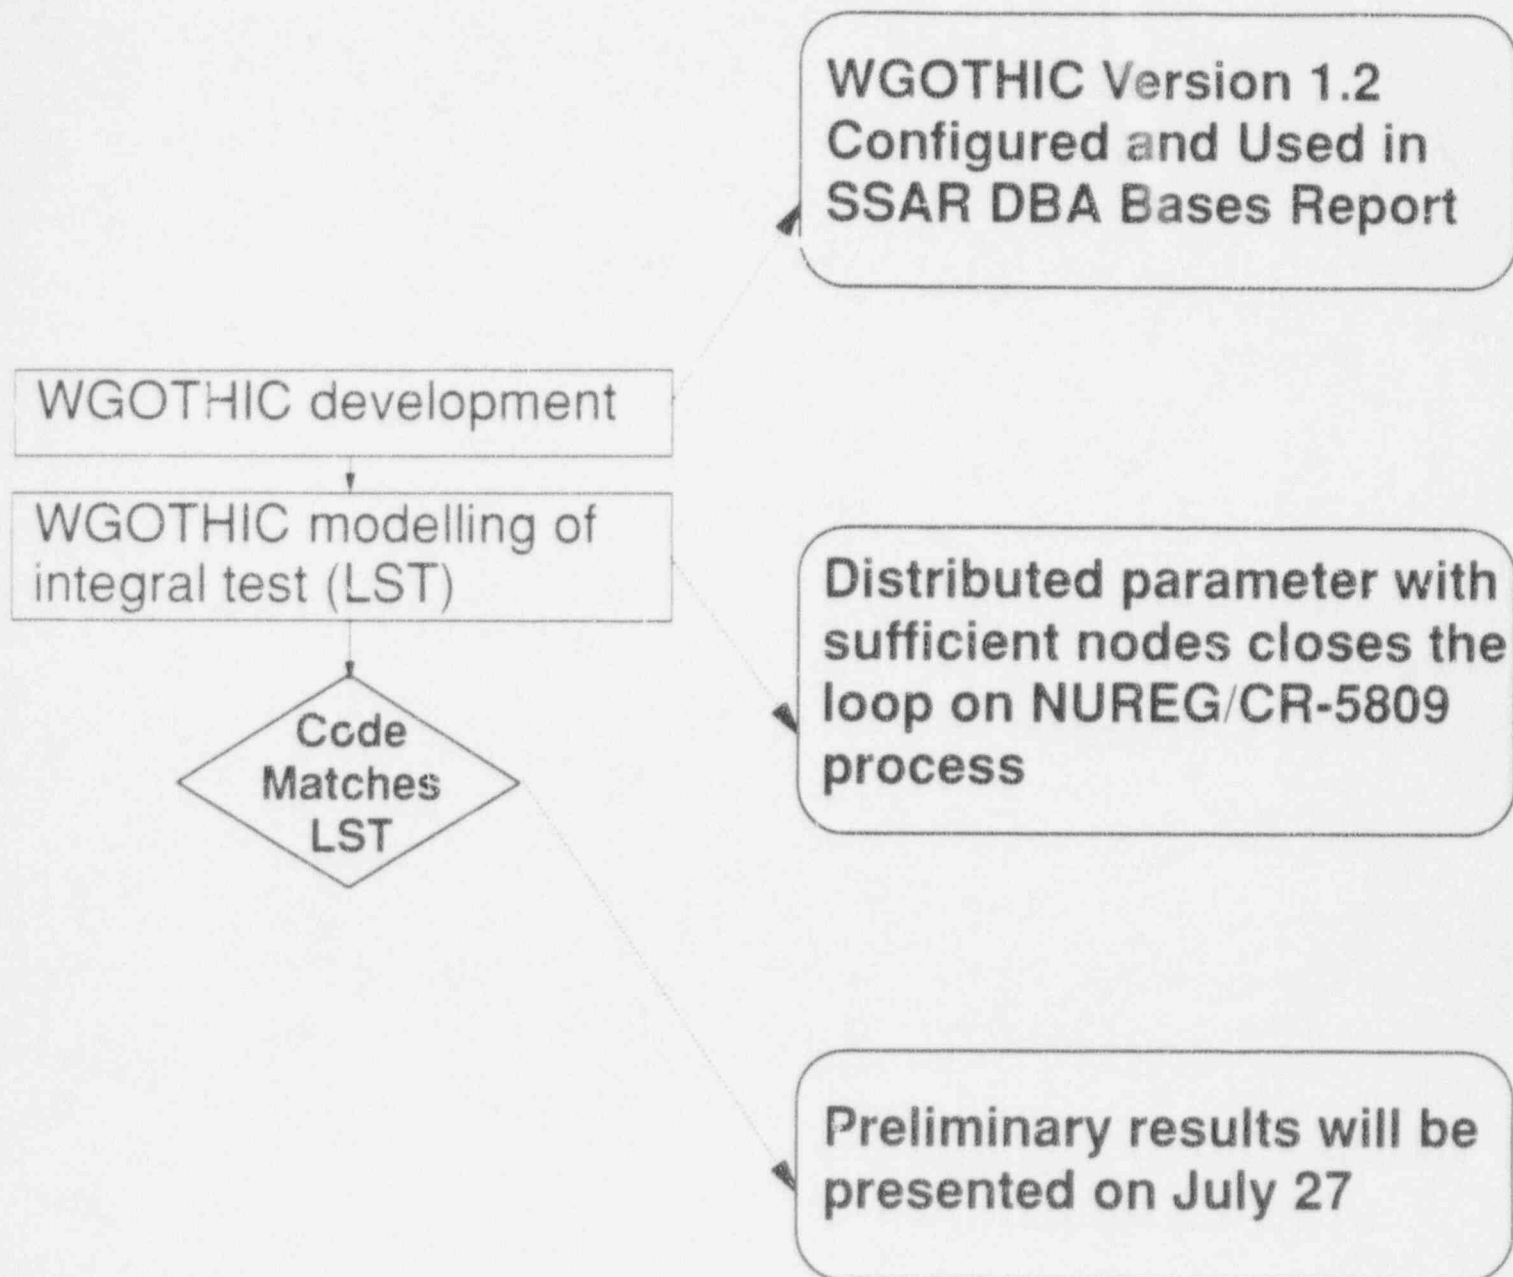 WGOTHIC Version 1.2
Configured and Used in
SSAR DBA Bases Report
WGOTHIC development
WGOTHIC modelling of
integral test (LST)
Distributed parameter with
sufficient nodes closes the
loop on NUREG/CR-5809
process
Code
Matches
LST
Preliminary results will be
presented on July 27